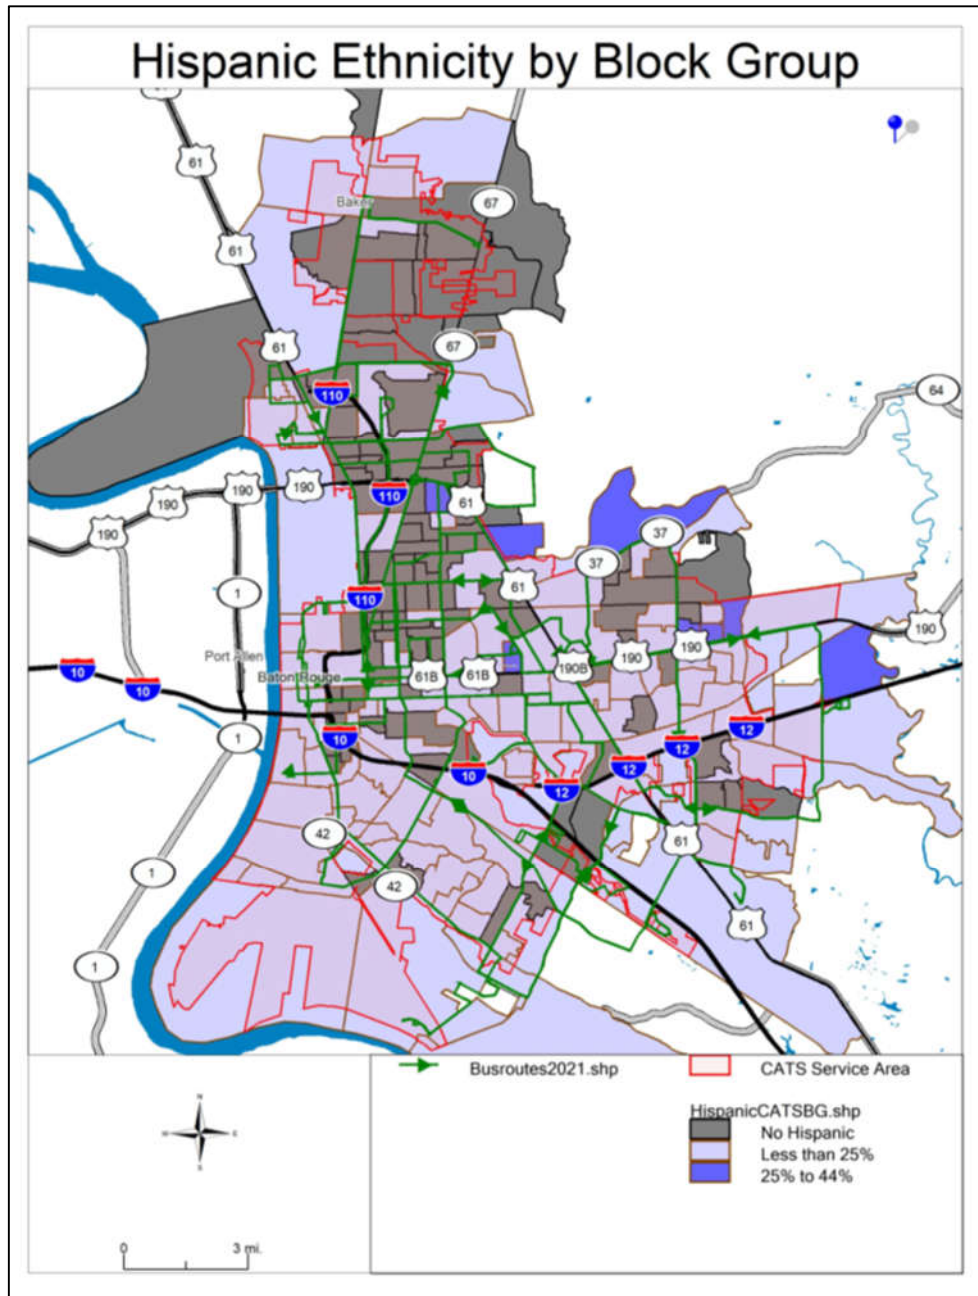 Hispanic Ethnicity by Block Group
61
61
67
Baker
61
67
110
64
190
190
190
190
110
61
190
37
37
1
110
61
190
Port Allen
Baton Rouge
61B
61B
190B
190
190
10
10
1
10
12
12
12
10
12
42
61
1
42
61
1
Busroutes2021.shp
CATS Service Area
HispanicCATSBG.shp
No Hispanic
Less than 25%
25% to 44%
N
W
E
S
0
3 mi.